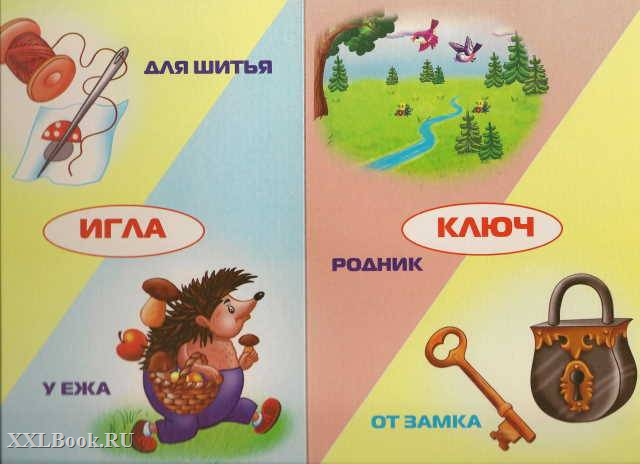 ДЛЯ ШИТЬЯ
ИГЛА
У ЕЖА
КЛЮЧ
РОДНИК
ОТ ЗАМКА
XXLBook.RU